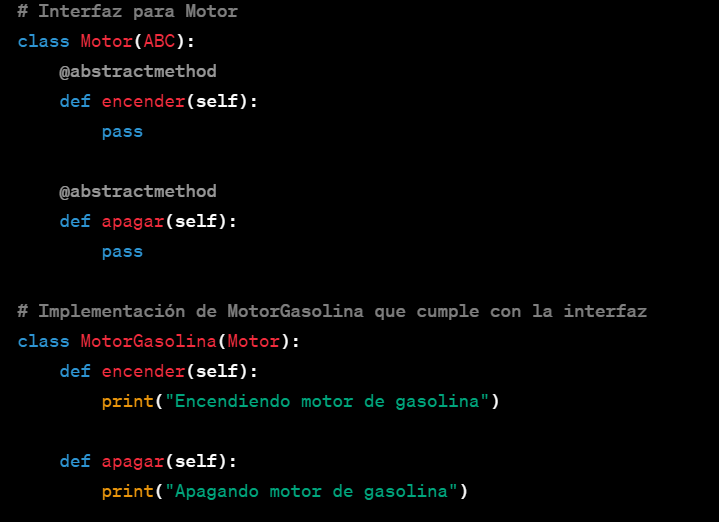 # Interfaz para Motor
class Motor(ABC):
    @abstractmethod
    def encender(self):
        pass

    @abstractmethod
    def apagar(self):
        pass

# Implementación de MotorGasolina que cumple con la interfaz
class MotorGasolina(Motor):
    def encender(self):
        print("Encendiendo motor de gasolina")

    def apagar(self):
        print("Apagando motor de gasolina")